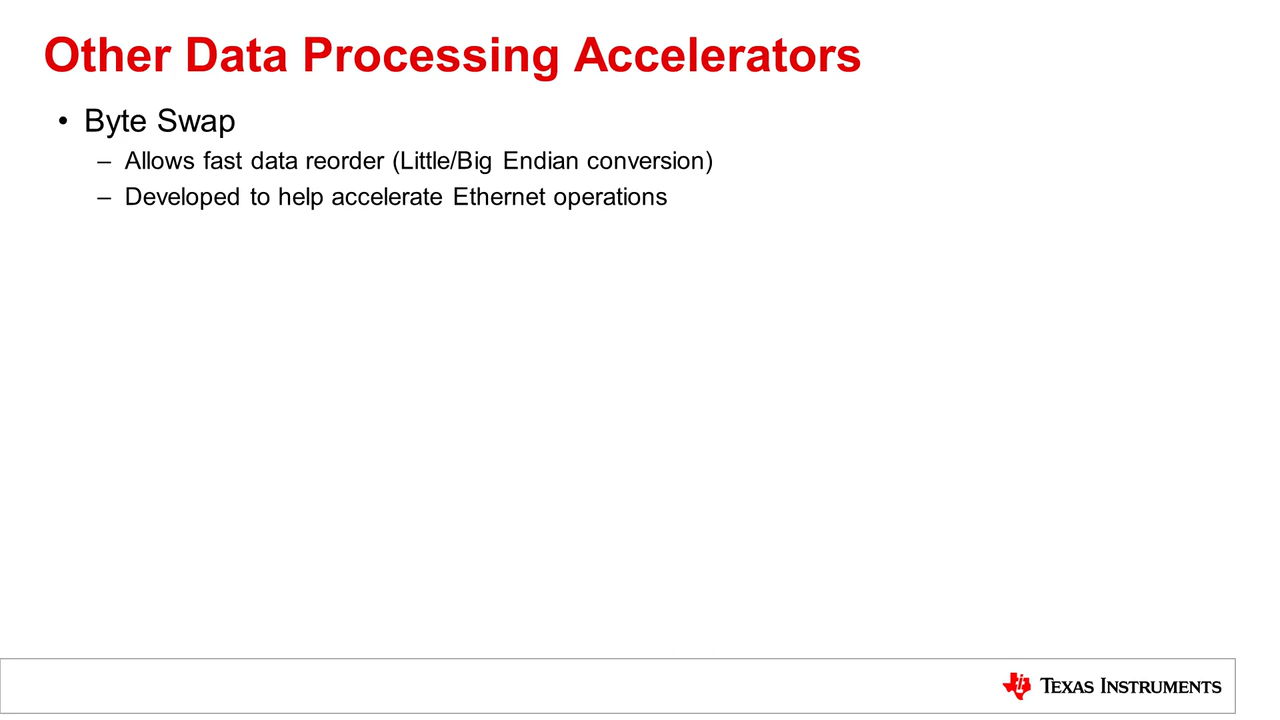 Other Data Processing Accelerators
• Byte Swap
– Allows fast data reorder (Little/Big Endian conversion)
– Developed to help accelerate Ethernet operations
TEXAS INSTRUMENTS